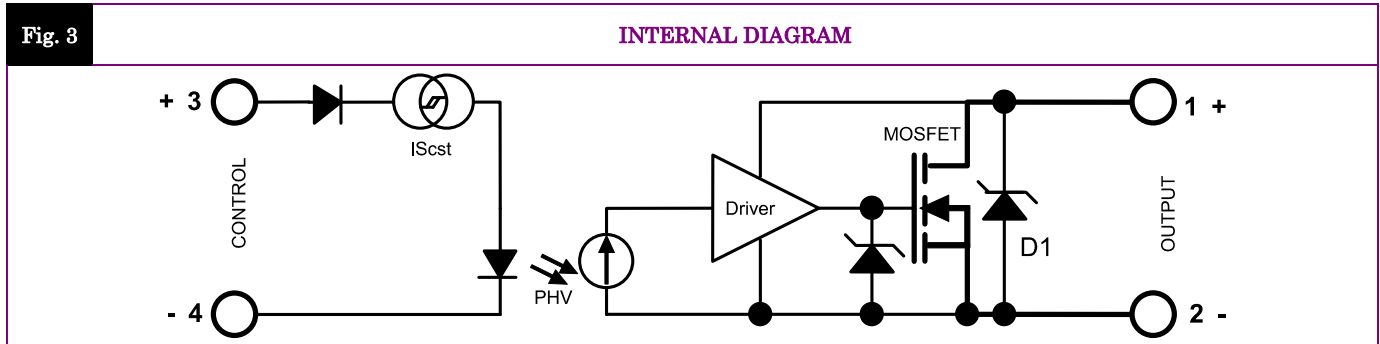 Fig. 3
INTERNAL DIAGRAM
+ 3
IScst
CONTROL
- 4
PHV
Driver
MOSFET
D1
1 +
OUTPUT
2 -